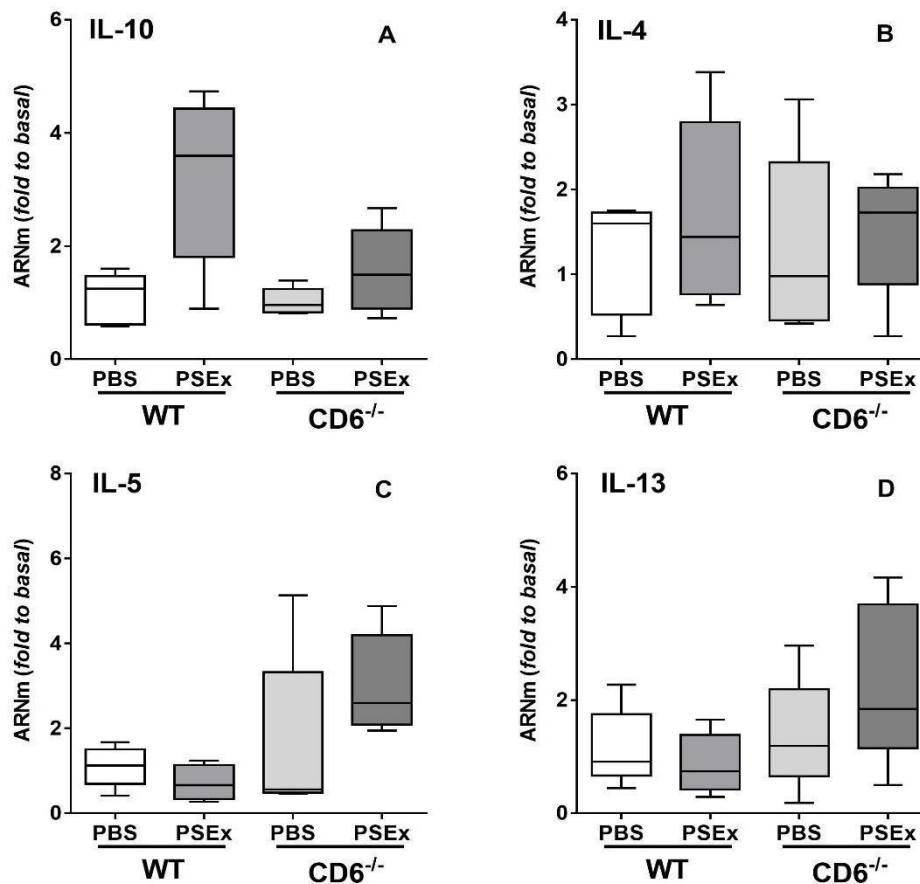 IL-10
A
ARNm (fold to basal)
6
4
2
0
PBS PSEx PBS PSEx
WT CD6-/-
IL-4
B
ARNm (fold to basal)
4
3
2
1
0
PBS PSEx PBS PSEx
WT CD6-/-
IL-5
C
ARNm (fold to basal)
8
6
4
2
0
PBS PSEx PBS PSEx
WT CD6-/-
IL-13
D
ARNm (fold to basal)
6
4
2
0
PBS PSEx PBS PSEx
WT CD6-/-